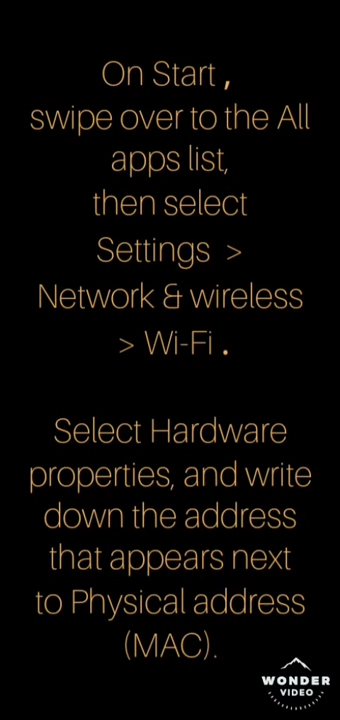 On Start ,
swipe over to the All
apps list,
then select
Settings >
Network & wireless
> Wi-Fi .
Select Hardware
properties, and write
down the address
that appears next
to Physical address
(MAC).
WONDER
VIDEO